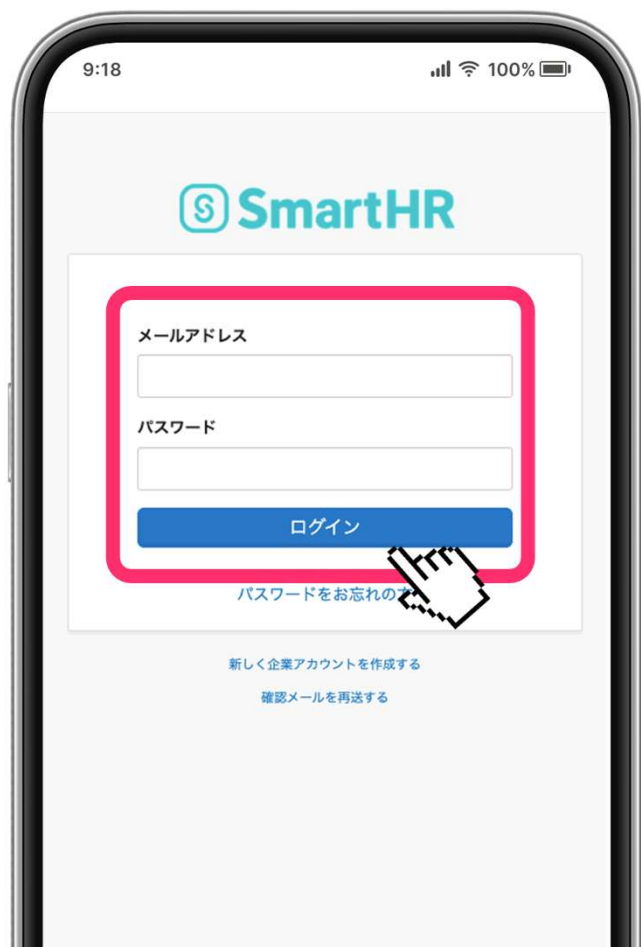 9:18 100%
SmartHR
メールアドレス
パスワード
ログイン
パスワードをお忘れの
新しく企業アカウントを作成する
確認メールを再送する